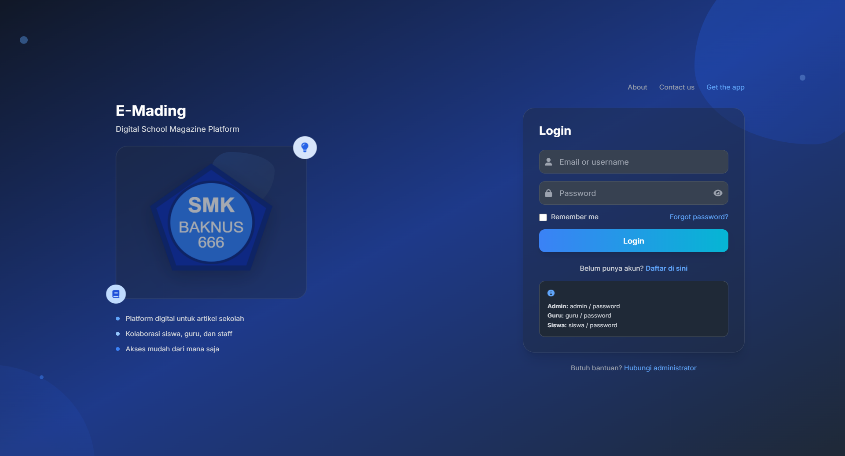 About Contact us Get the app
E-Mading
Digital School Magazine Platform
SMK
BAKNUS
666
Platform digital untuk artikel sekolah
Kolaborasi siswa, guru, dan staff
Akses mudah dari mana saja
Login
Email or username
Password
Remember me Forgot password?
Login
Belum punya akun? Daftar di sini
Admin: admin / password
Guru: guru / password
Siswa: siswa / password
Butuh bantuan? Hubungi administrator